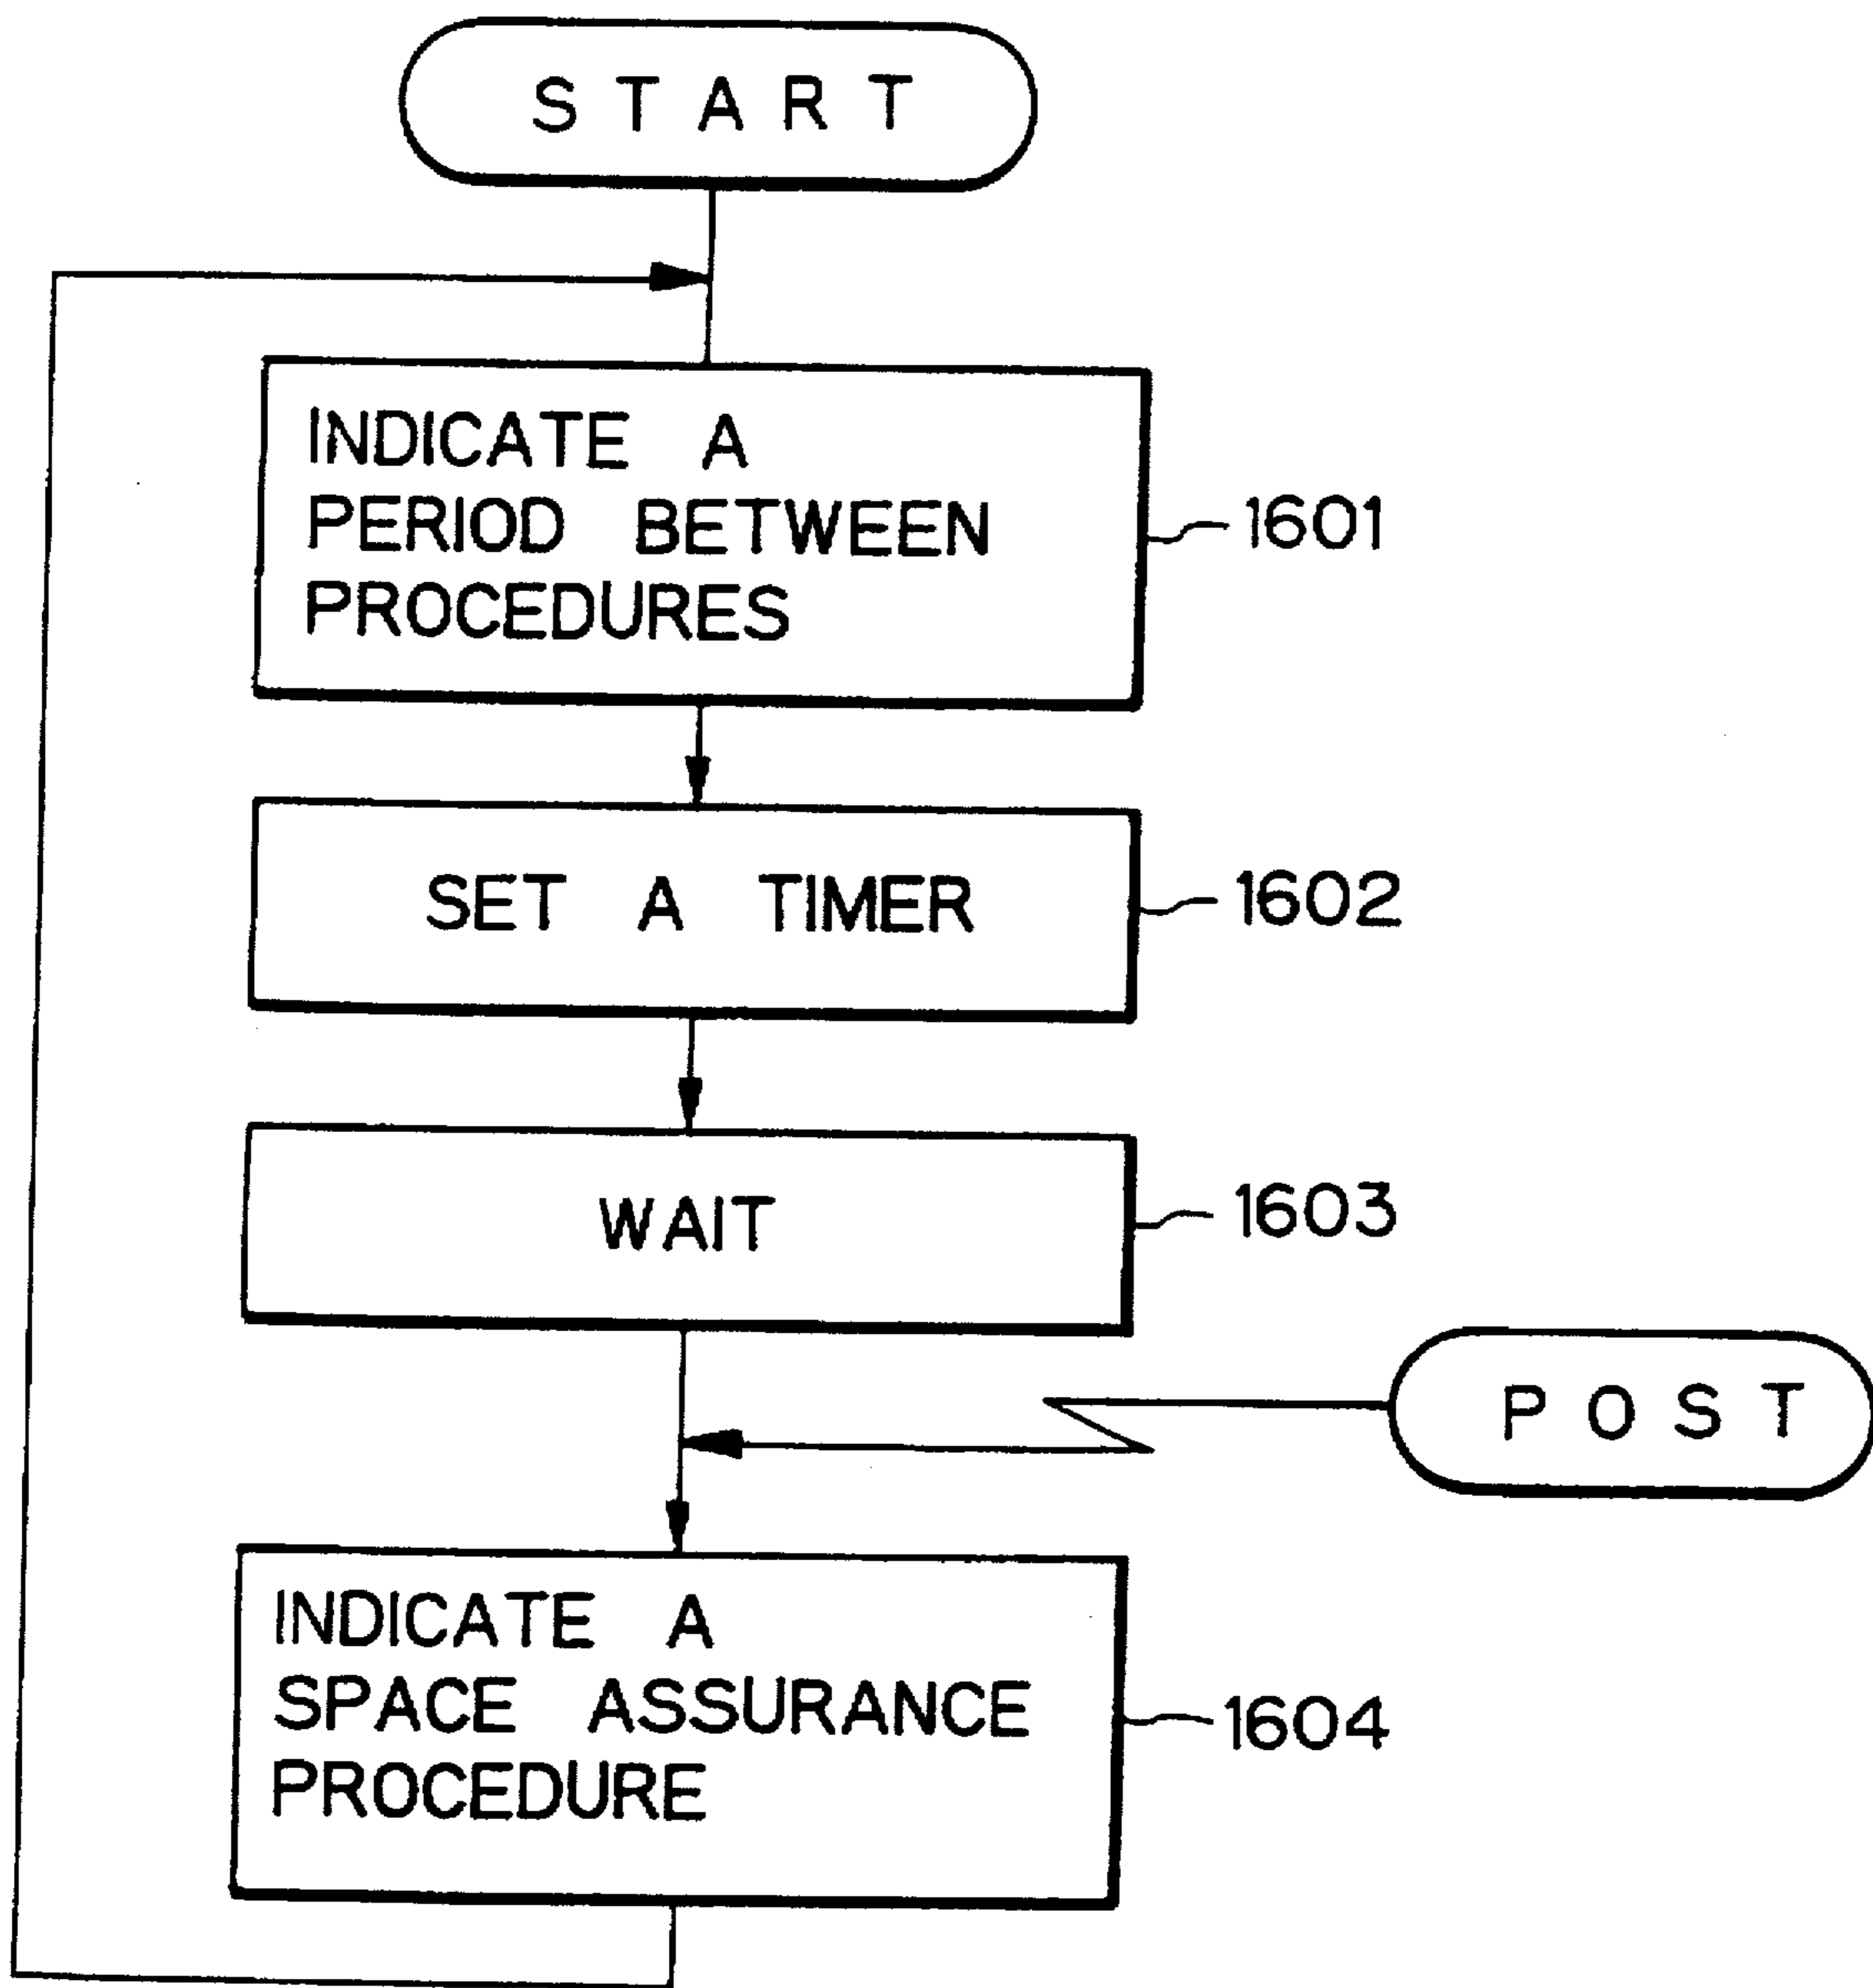 START
INDICATE A
PERIOD BETWEEN
PROCEDURES
1601
SET A TIMER
1602
WAIT
1603
POST
INDICATE A
SPACE ASSURANCE
PROCEDURE
1604